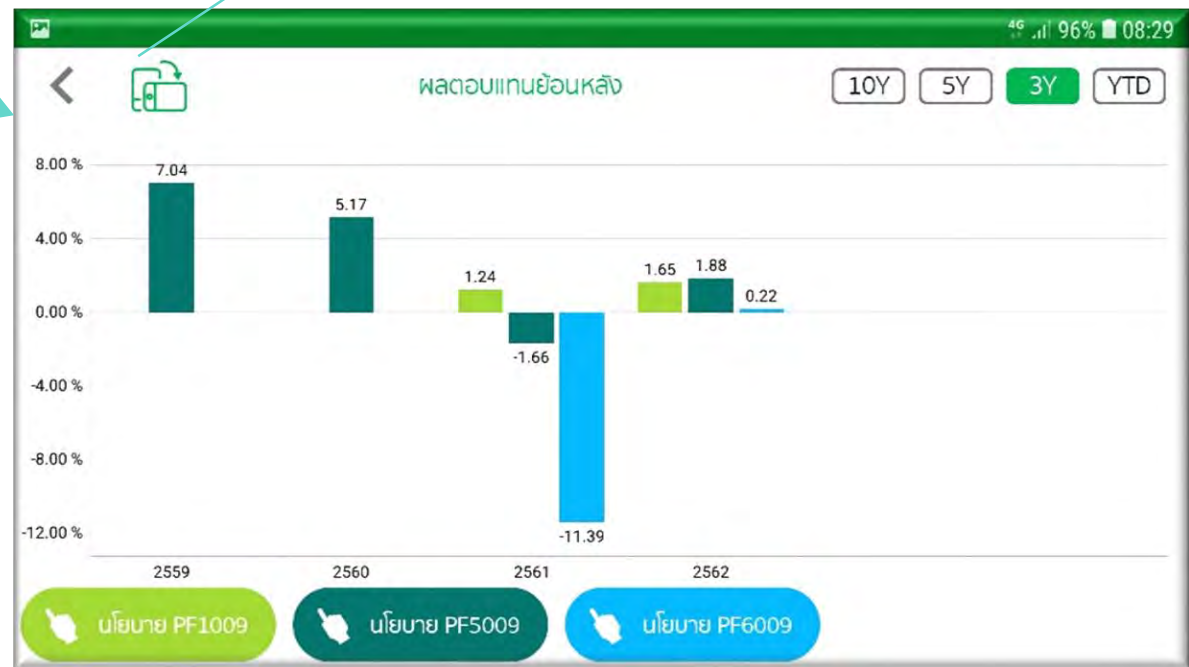 4G 96% 08:29
ผลตอบแทนย้อนหลัง 10Y 5Y 3Y YTD
8.00 %
7.04
5.17
4.00 %
1.24 1.65 1.88 0.22
0.00 %
-1.66
-4.00 %
-8.00 %
-12.00 %
-11.39
2559 2560 2561 2562
นโยบาย PF1009 นโยบาย PF5009 นโยบาย PF6009